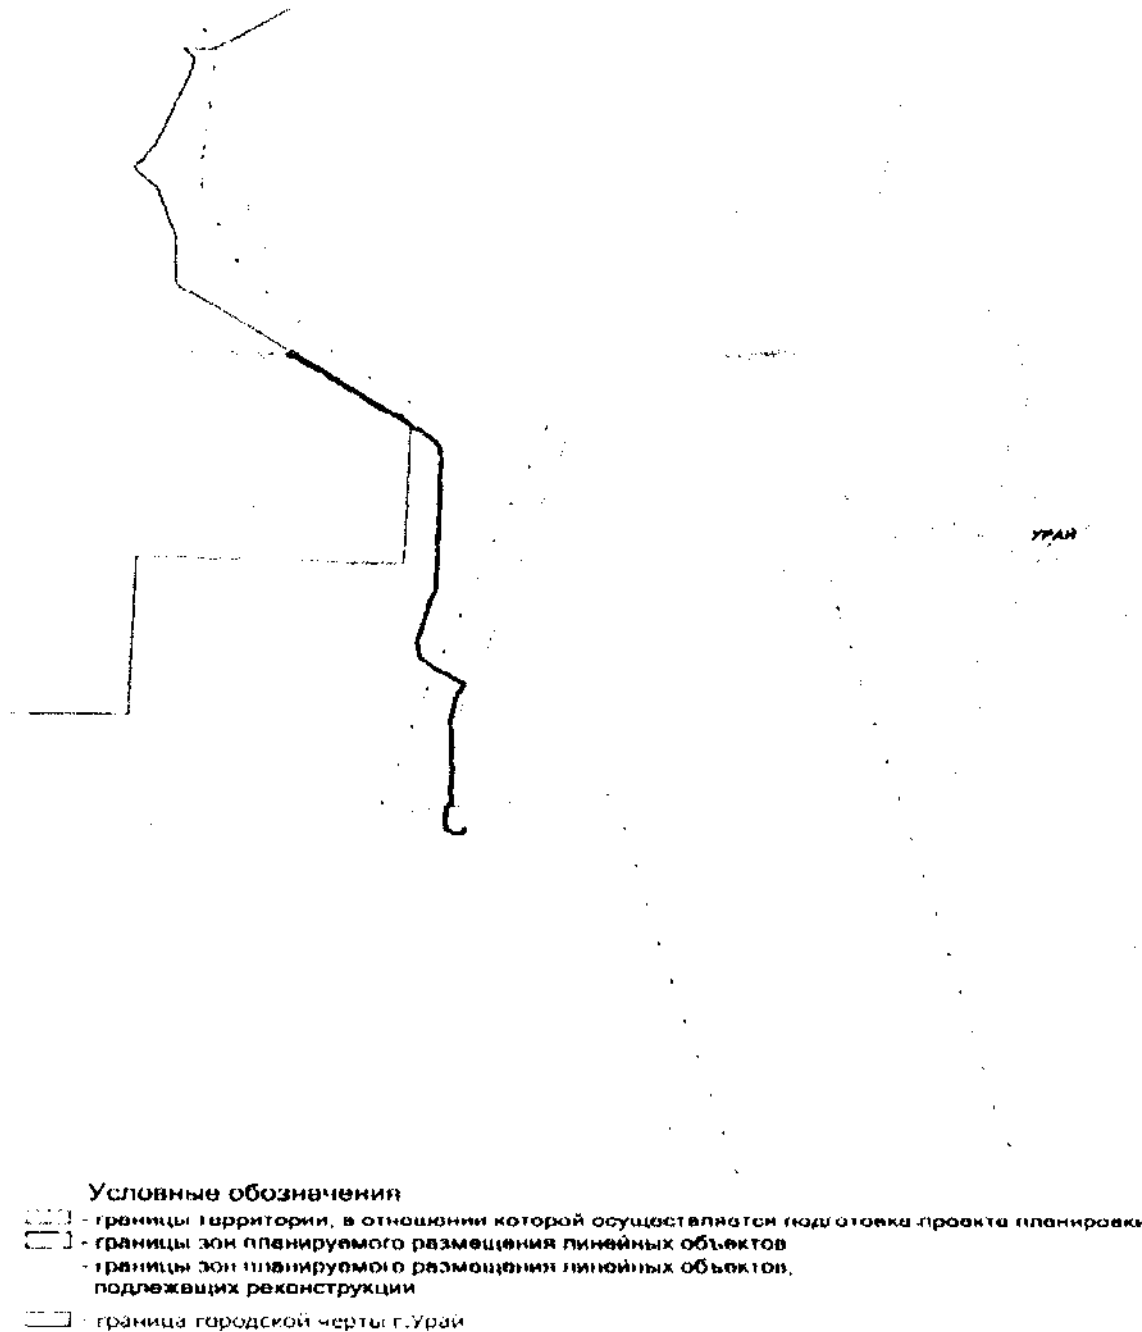 УРАЙ
Условные обозначения
- границы территории, в отношении которой осуществляется подготовка проекта планировки
- границы зон планируемого размещения линейных объектов
- границы зон планируемого размещения линейных объектов,
подлежащих реконструкции
- граница городской черты г.Урай